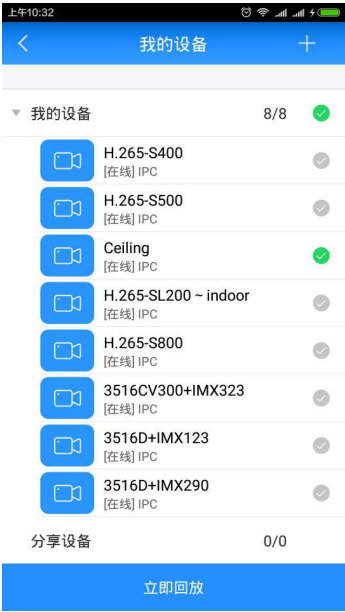 上午10:32
我的设备
我的设备 8/8
H.265-S400
[在线] IPC
H.265-S500
[在线] IPC
Ceiling
[在线] IPC
H.265-SL200 ~ indoor
[在线] IPC
H.265-S800
[在线] IPC
3516CV300+IMX323
[在线] IPC
3516D+IMX123
[在线] IPC
3516D+IMX290
[在线] IPC
分享设备 0/0
立即回放